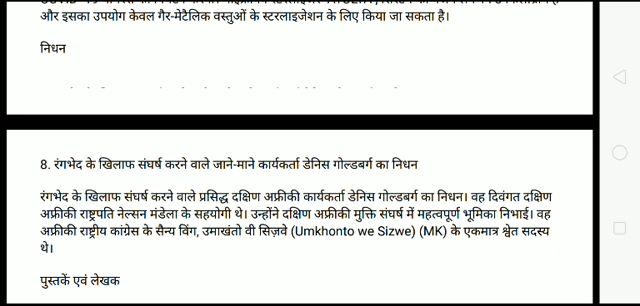 और इसका उपयोग केवल गैर-मेटैलिक वस्तुओं के स्टरलाइजेशन के लिए किया जा सकता है।
निधन
8. रंगभेद के खिलाफ संघर्ष करने वाले जाने-माने कार्यकर्ता डेनिस गोल्डबर्ग का निधन
रंगभेद के खिलाफ संघर्ष करने वाले प्रसिद्ध दक्षिण अफ्रीकी कार्यकर्ता डेनिस गोल्डबर्ग का निधन। वह दिवंगत दक्षिण
अफ्रीकी राष्ट्रपति नेल्सन मंडेला के सहयोगी थे। उन्होंने दक्षिण अफ्रीकी मुक्ति संघर्ष में महत्वपूर्ण भूमिका निभाई। वह
अफ्रीकी राष्ट्रीय कांग्रेस के सैन्य विंग, उमाखंतो वी सिज़वे (Umkhonto we Sizwe) (MK) के एकमात्र श्वेत सदस्य
थे।
पुस्तकें एवं लेखक